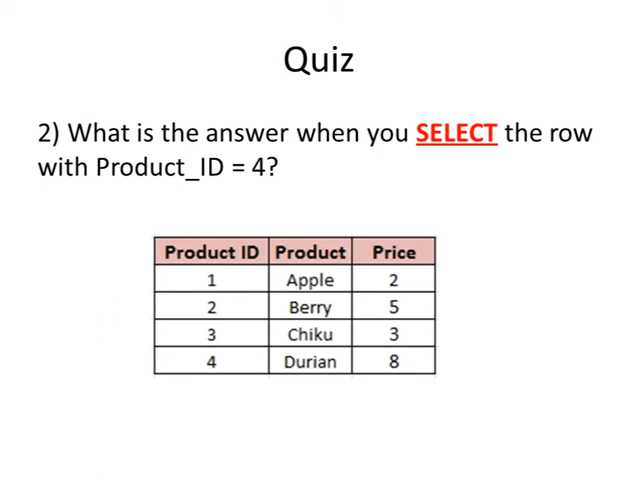 Quiz
2) What is the answer when you SELECT the row
with Product_ID = 4?
Product ID Product Price
1 Apple 2
2 Berry 5
3 Chiku 3
4 Durian 8